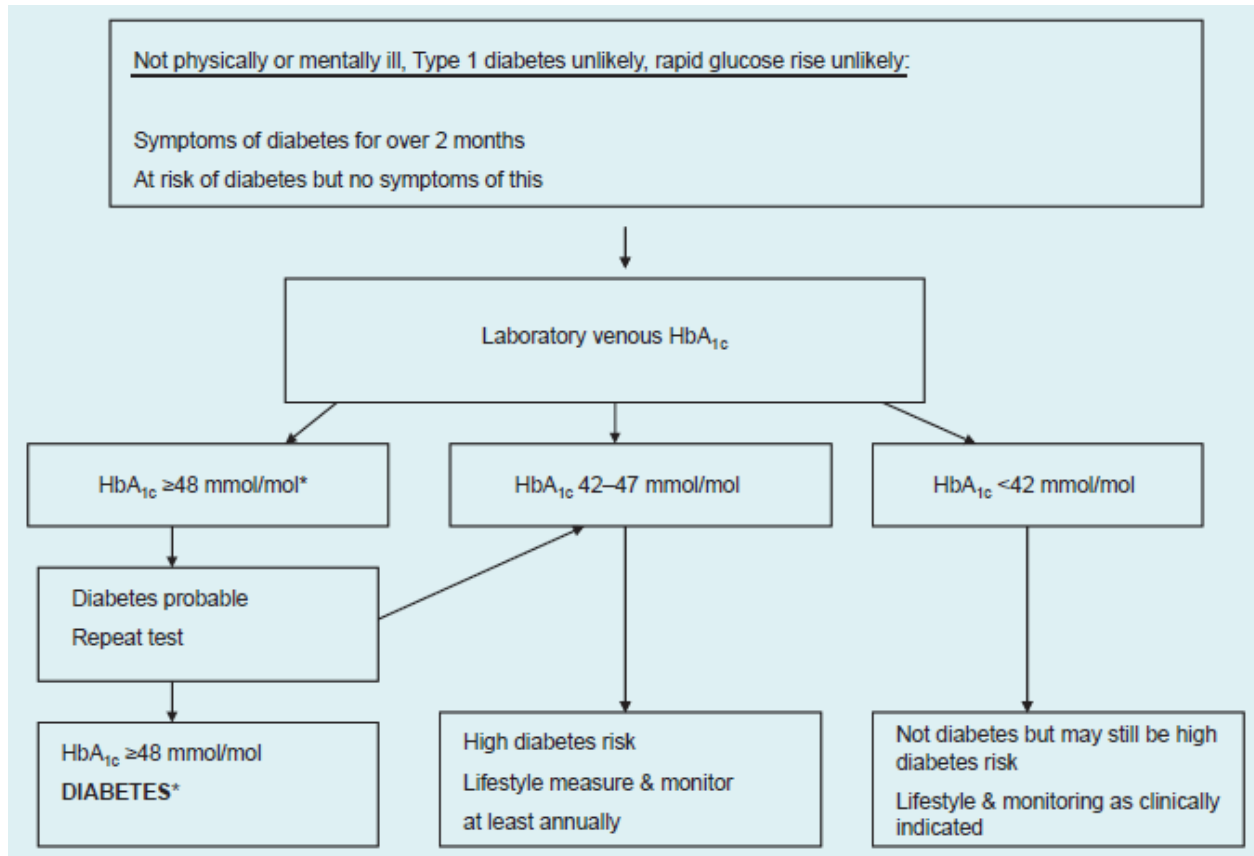 Not physically or mentally ill, Type 1 diabetes unlikely, rapid glucose rise unlikely:
Symptoms of diabetes for over 2 months
At risk of diabetes but no symptoms of this
Laboratory venous HbA1c
HbA1c ≥48 mmol/mol*
HbA1c 42–47 mmol/mol
HbA1c <42 mmol/mol
Diabetes probable
Repeat test
HbA1c ≥48 mmol/mol
DIABETES*
High diabetes risk
Lifestyle measure & monitor
at least annually
Not diabetes but may still be high
diabetes risk
Lifestyle & monitoring as clinically
indicated